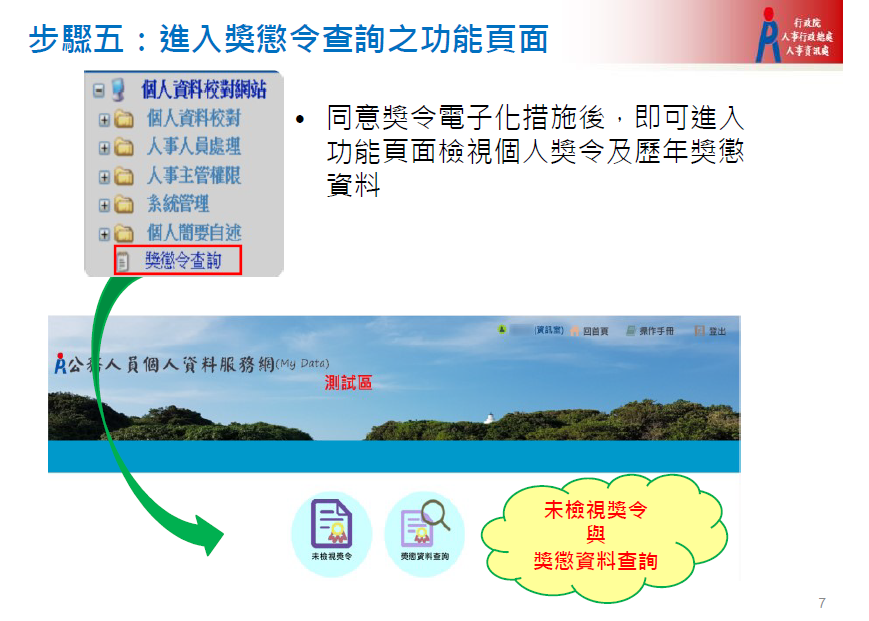 步驟五：進入獎懲令查詢之功能頁面
行政院
人事行政總處
人事資訊處
個人資料校對網站
個人資料校對
人事人員處理
人事主管權限
系統管理
個人簡要自述
獎懲令查詢
• 同意獎令電子化措施後，即可進入
功能頁面檢視個人獎令及歷年獎懲
資料
(資訊室) 回首頁 操作手冊 登出
公務人員個人資料服務網(My Data)
測試區
未檢視獎令
獎懲資料查詢
未檢視獎令
與
獎懲資料查詢
7